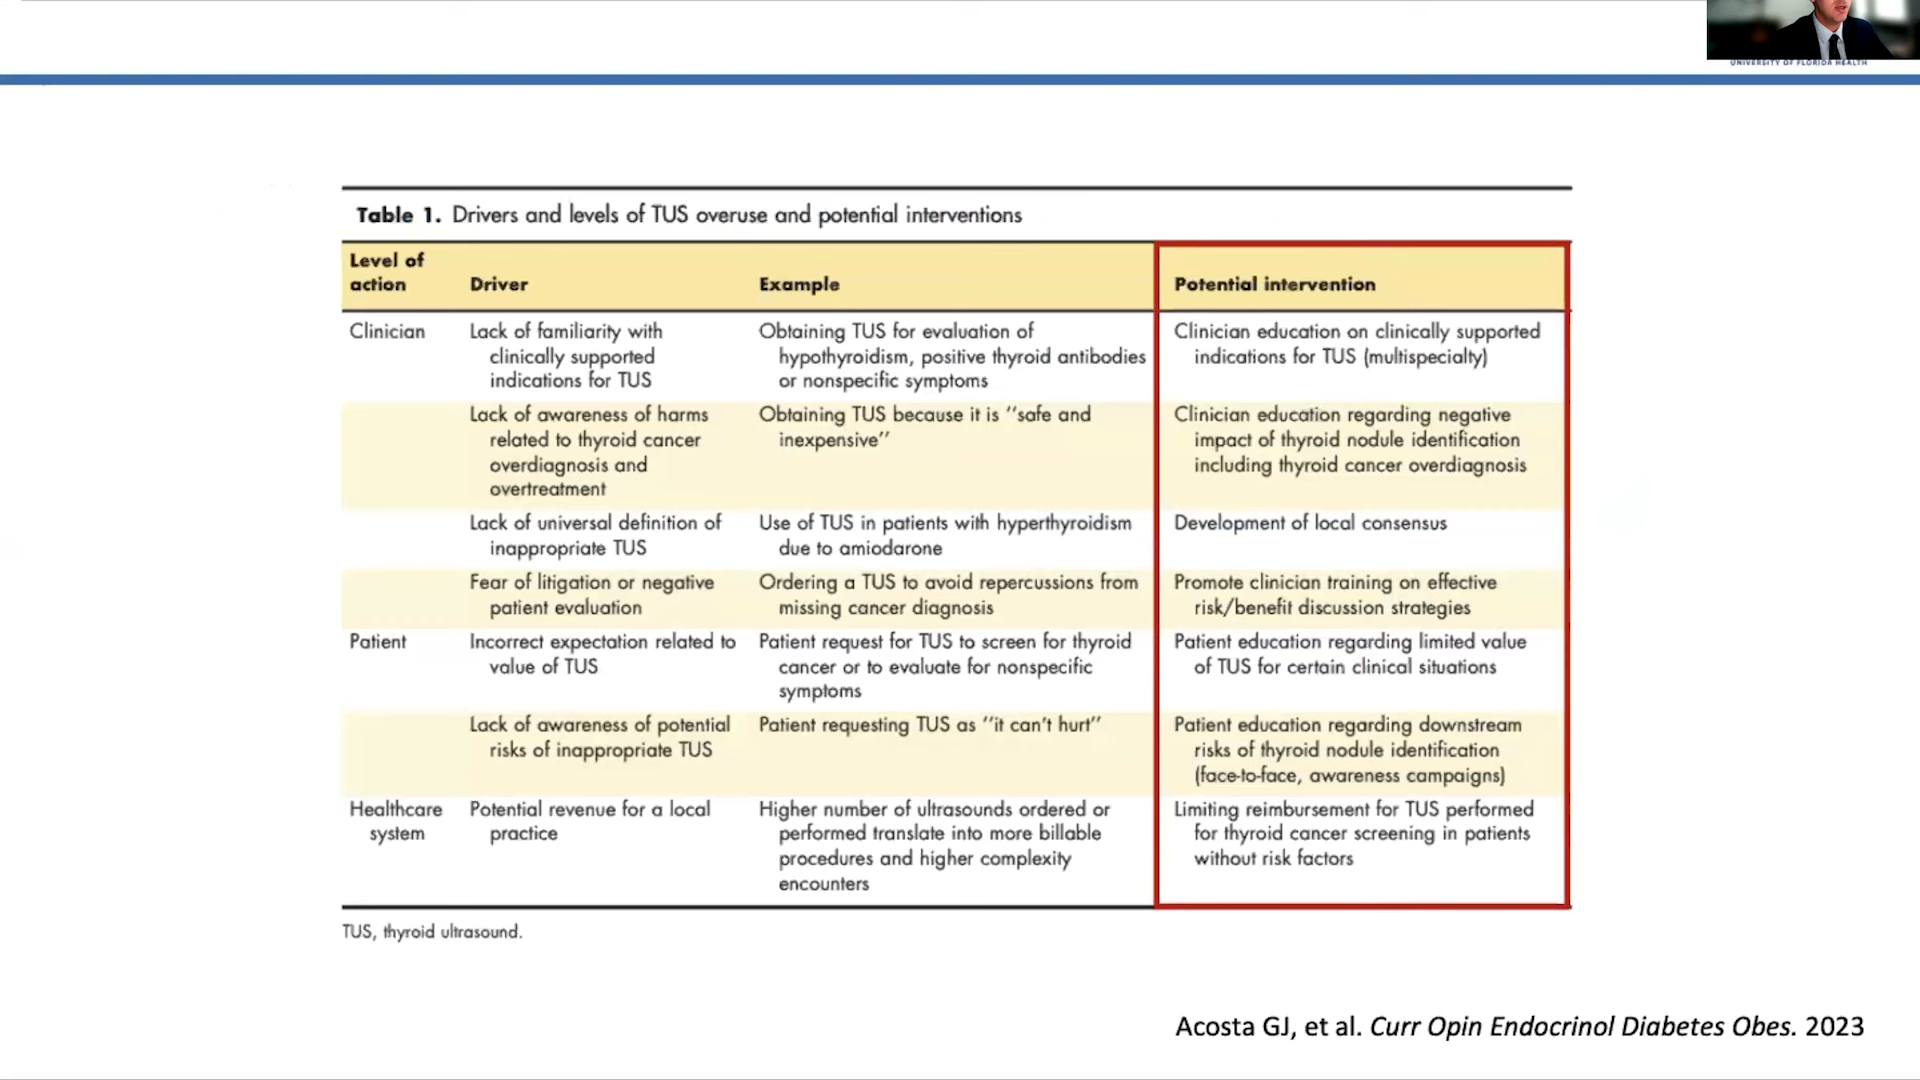 UNIVERSITY OF FLORIDA HEALTH
Table 1. Drivers and levels of TUS overuse and potential interventions
Level of
action
Driver
Example
Potential intervention
Clinician
Lack of familiarity with
clinically supported
indications for TUS
Obtaining TUS for evaluation of
hypothyroidism, positive thyroid antibodies
or nonspecific symptoms
Clinician education on clinically supported
indications for TUS (multispecialty)
Lack of awareness of harms
related to thyroid cancer
overdiagnosis and
overtreatment
Obtaining TUS because it is ‘‘safe and
inexpensive’’
Clinician education regarding negative
impact of thyroid nodule identification
including thyroid cancer overdiagnosis
Lack of universal definition of
inappropriate TUS
Use of TUS in patients with hyperthyroidism
due to amiodarone
Development of local consensus
Fear of litigation or negative
patient evaluation
Ordering a TUS to avoid repercussions from
missing cancer diagnosis
Promote clinician training on effective
risk/benefit discussion strategies
Patient
Incorrect expectation related to
value of TUS
Patient request for TUS to screen for thyroid
cancer or to evaluate for nonspecific
symptoms
Patient education regarding limited value
of TUS for certain clinical situations
Lack of awareness of potential
risks of inappropriate TUS
Patient requesting TUS as ‘‘it can’t hurt’’
Patient education regarding downstream
risks of thyroid nodule identification
(face-to-face, awareness campaigns)
Healthcare
system
Potential revenue for a local
practice
Higher number of ultrasounds ordered or
performed translate into more billable
procedures and higher complexity
encounters
Limiting reimbursement for TUS performed
for thyroid cancer screening in patients
without risk factors
TUS, thyroid ultrasound.
Acosta GJ, et al. Curr Opin Endocrinol Diabetes Obes. 2023